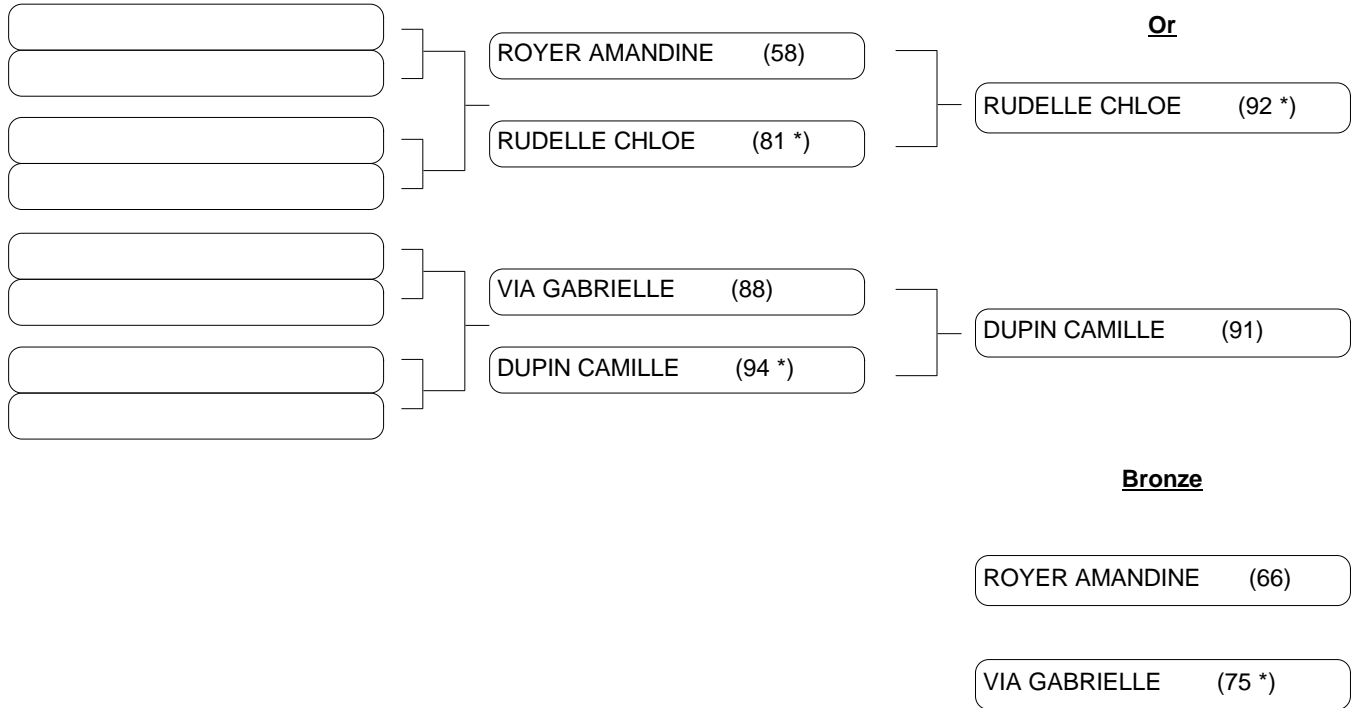 Or
ROYER AMANDINE (58)
RUDELLE CHLOE (92 *)
RUDELLE CHLOE (81 *)
VIA GABRIELLE (88)
DUPIN CAMILLE (91)
DUPIN CAMILLE (94 *)
Bronze
ROYER AMANDINE (66)
VIA GABRIELLE (75 *)